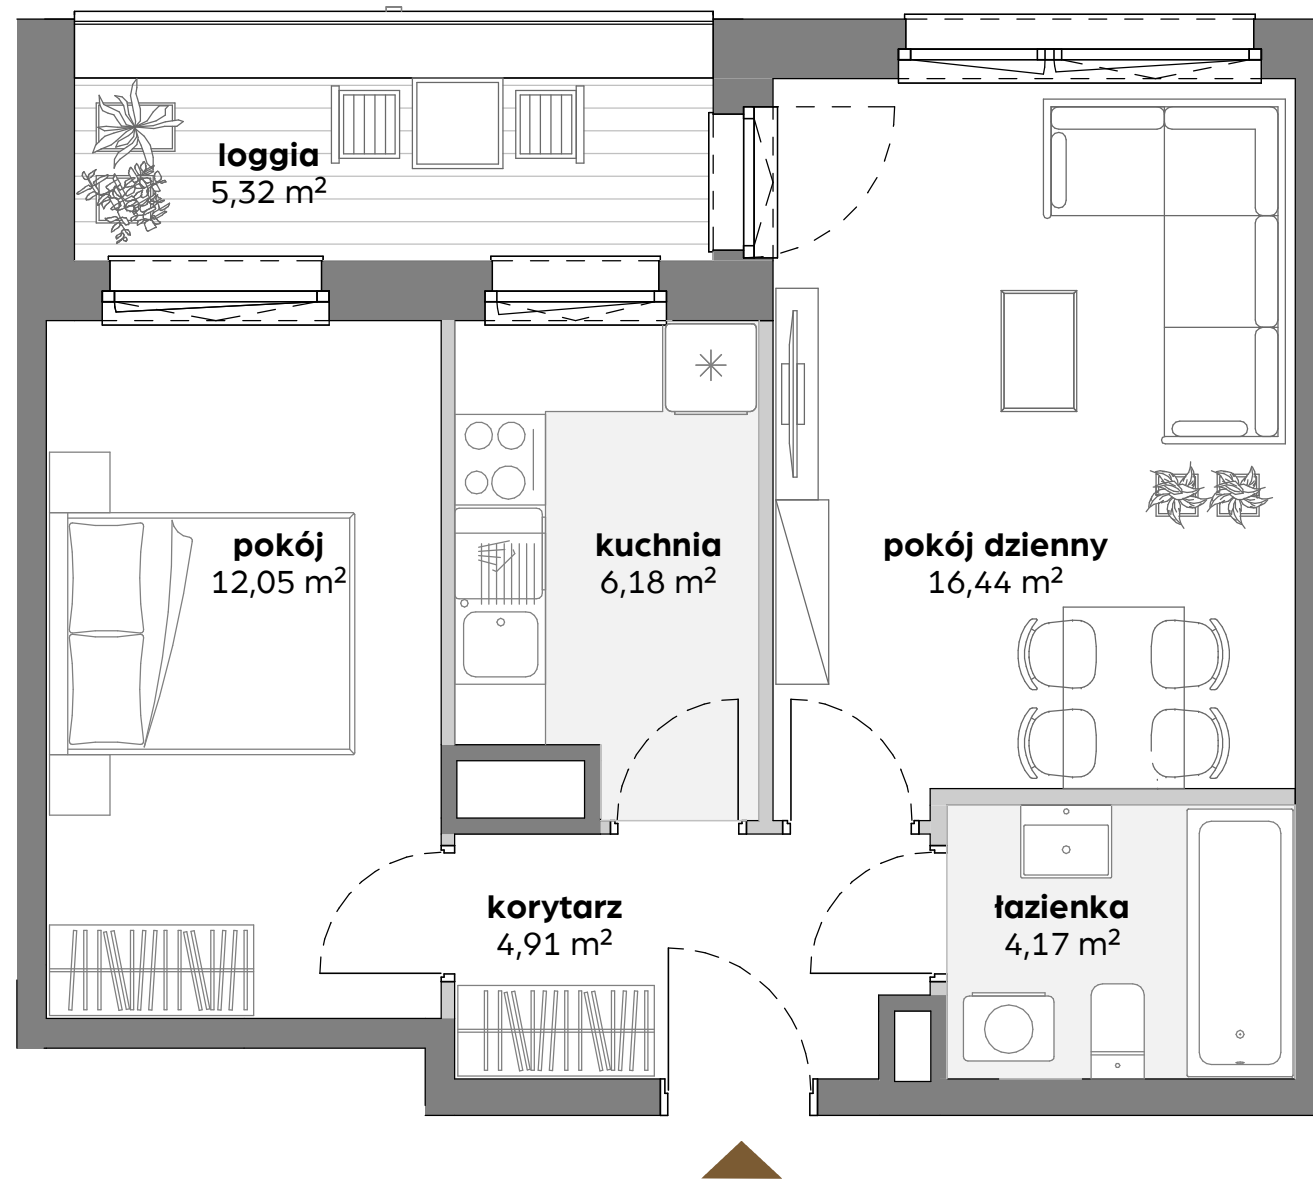 loggia
5,32 m²
pokój
12,05 m²
kuchnia
6,18 m²
pokój dzienny
16,44 m²
korytarz
4,91 m²
łazienka
4,17 m²